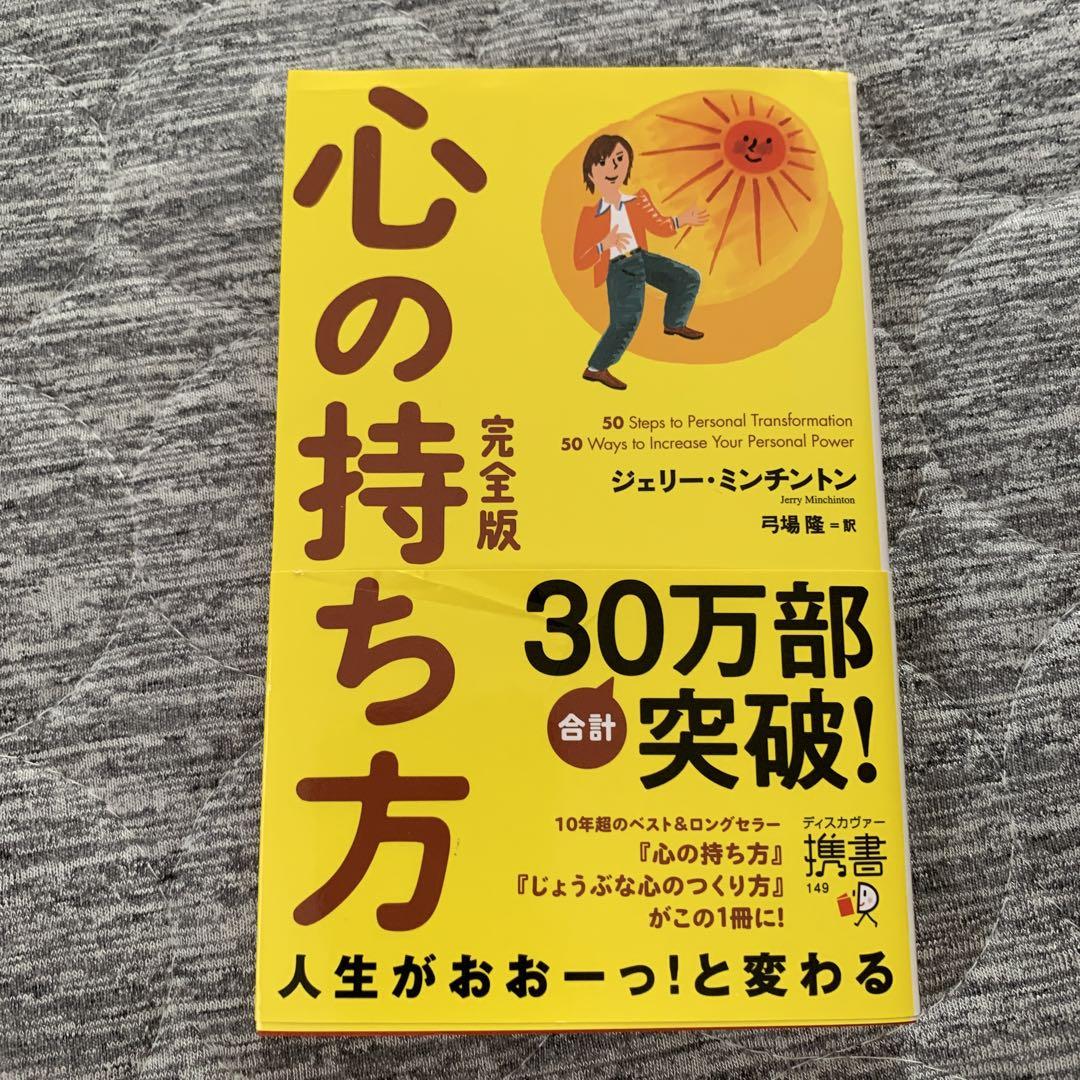 心の持ち方
完全版
50 Steps to Personal Transformation
50 Ways to Increase Your Personal Power
ジェリー・ミンチントン
Jerry Minchinton
弓場 隆=訳
30万部
合計
突破!
10年超のベスト&ロングセラー
『心の持ち方』
『じょうぶな心のつくり方』
がこの1冊に!
ディスカヴァー
携書
149
人生がおおーっ!と変わる